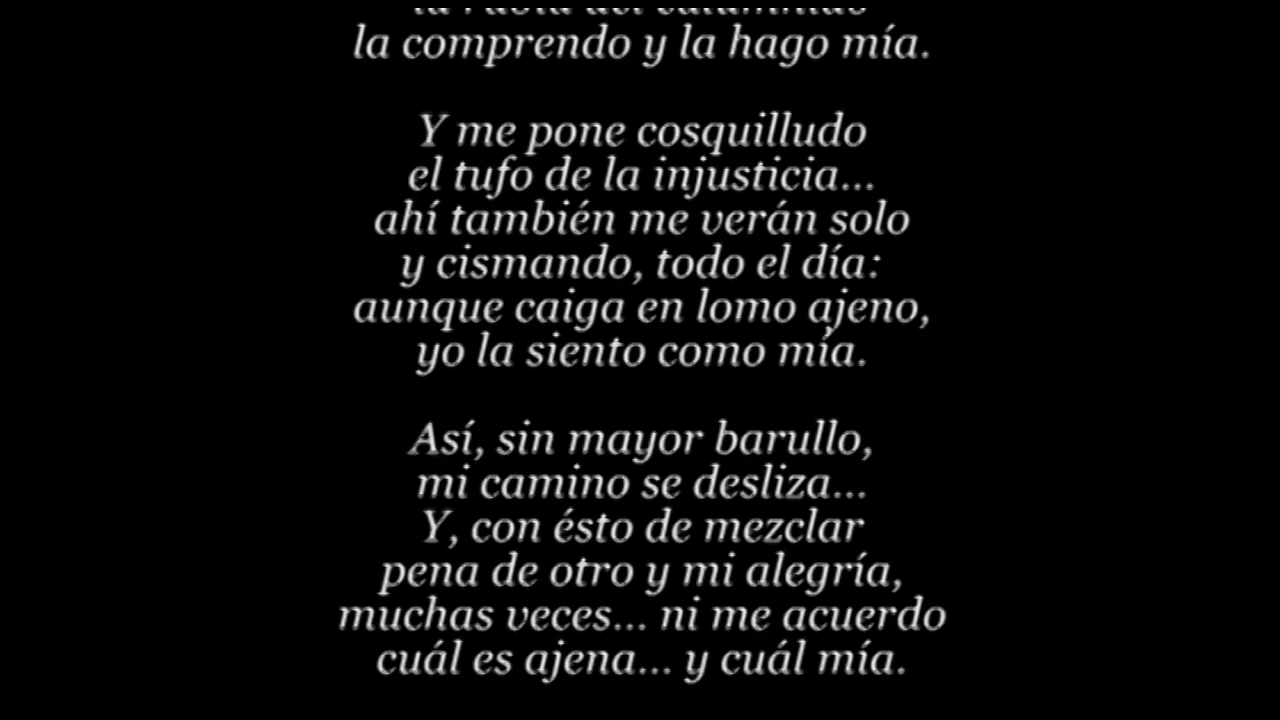 la comprendo y la hago mía.
Y me pone cosquilludo
el tufo de la injusticia...
ahí también me verán solo
y cismando, todo el día:
aunque caiga en lomo ajeno,
yo la siento como mía.
Así, sin mayor barullo,
mi camino se desliza...
Y, con ésto de mezclar
pena de otro y mi alegría,
muchas veces... ni me acuerdo
cuál es ajena... y cuál mía.